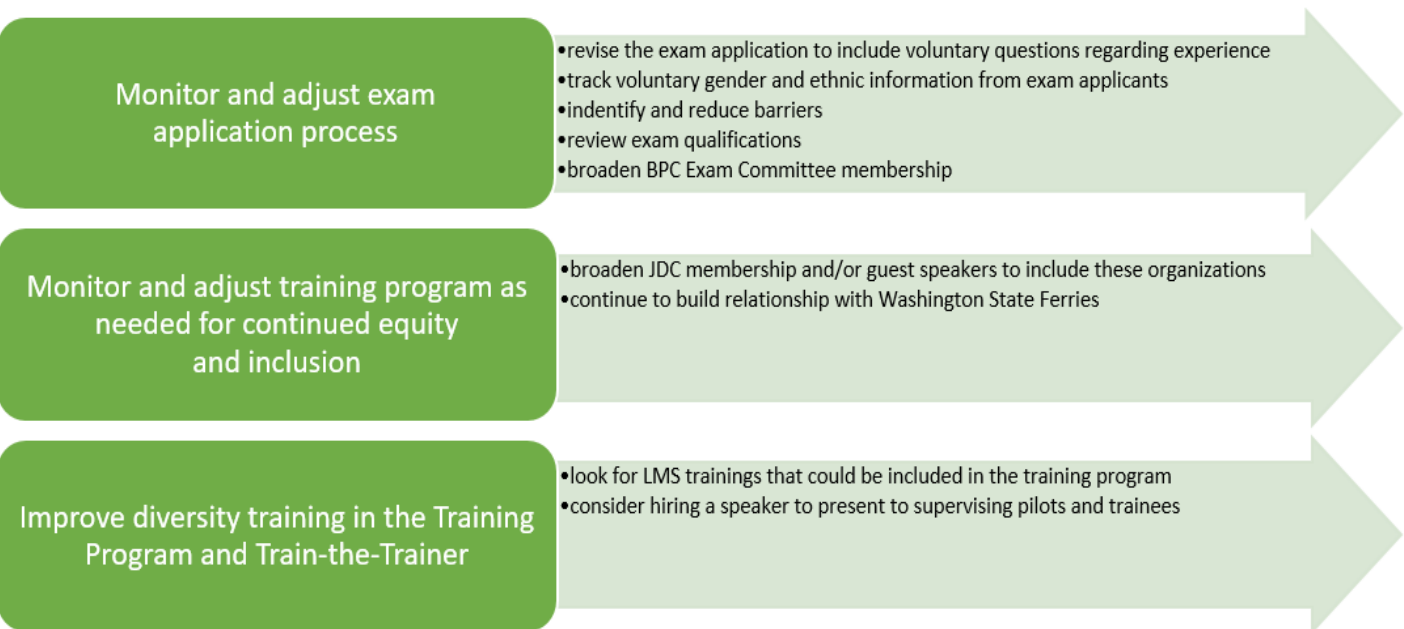 Monitor and adjust exam
application process
•revise the exam application to include voluntary questions regarding experience
•track voluntary gender and ethnic information from exam applicants
•indentify and reduce barriers
•review exam qualifications
•broaden BPC Exam Committee membership
Monitor and adjust training program as
needed for continued equity
and inclusion
•broaden JDC membership and/or guest speakers to include these organizations
•continue to build relationship with Washington State Ferries
Improve diversity training in the Training
Program and Train-the-Trainer
•look for LMS trainings that could be included in the training program
•consider hiring a speaker to present to supervising pilots and trainees